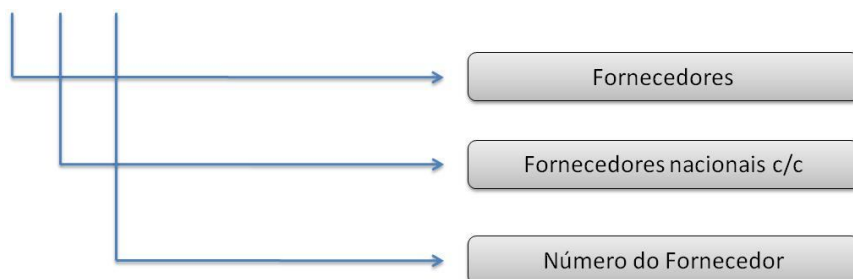 Fornecedores
Fornecedores nacionais c/c
Número do Fornecedor